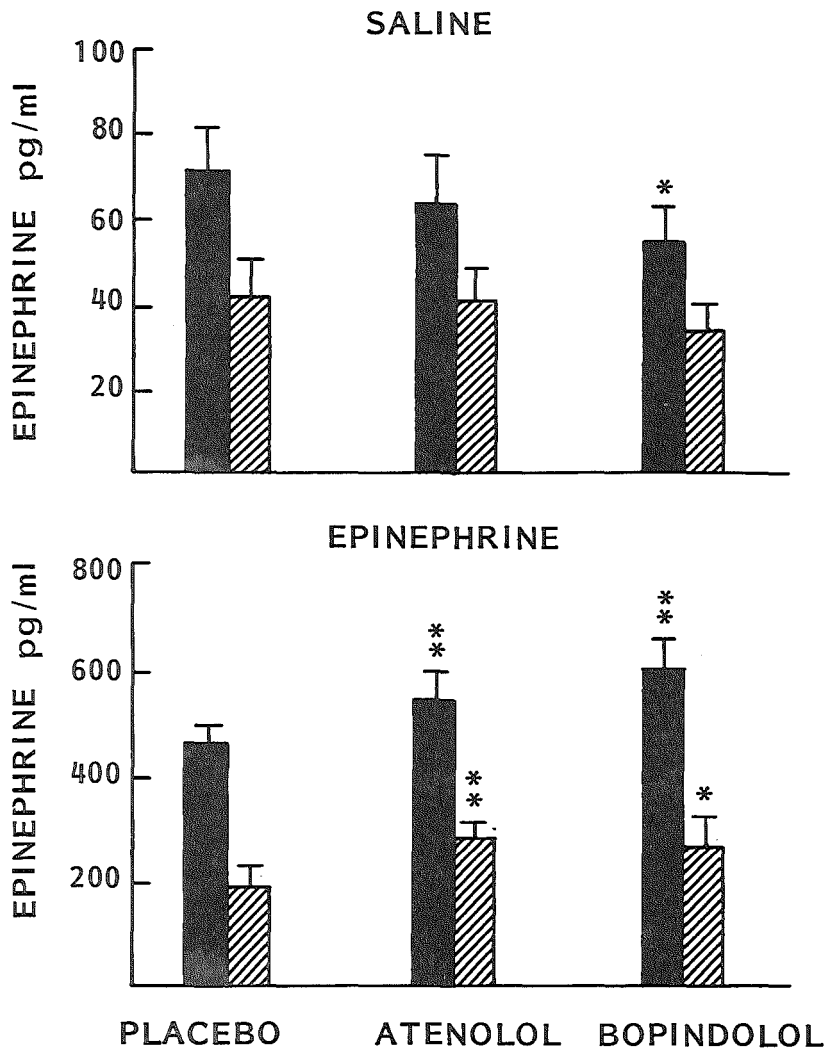 SALINE
EPINEPHRINE pg/ml
100
80
60
40
20
*
EPINEPHRINE
EPINEPHRINE pg/ml
800
600
400
200
**
**
**
*
PLACEBO ATENOLOL BOPINDOLOL